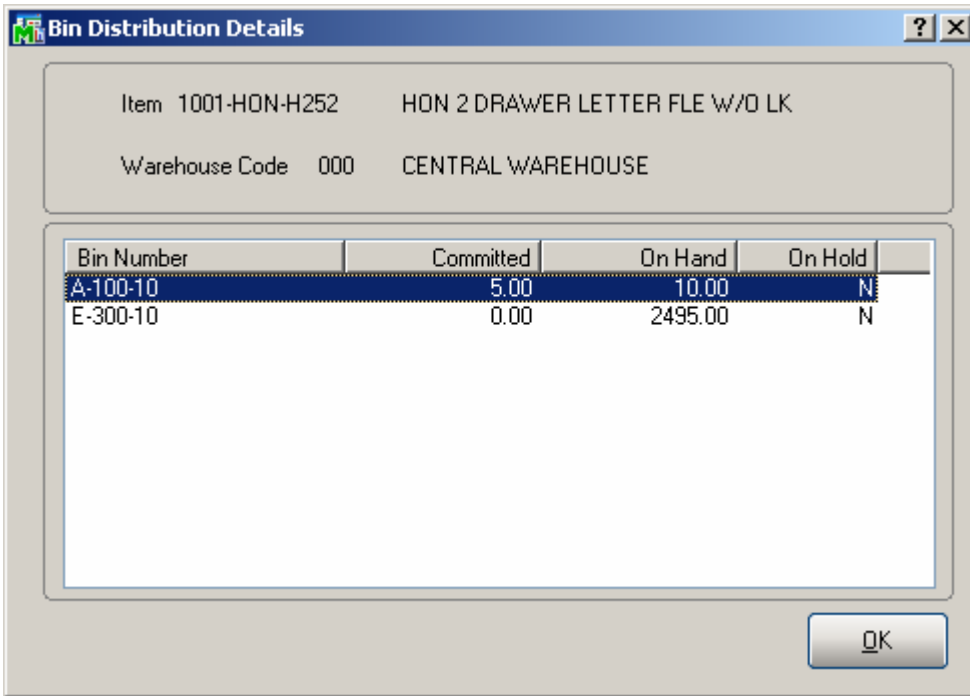 Bin Distribution Details
Item 1001-HON-H252 HON 2 DRAWER LETTER FLE W/O LK
Warehouse Code 000 CENTRAL WAREHOUSE
Bin Number Committed On Hand On Hold
A-100-10 5.00 10.00 N
E-300-10 0.00 2495.00 N
OK